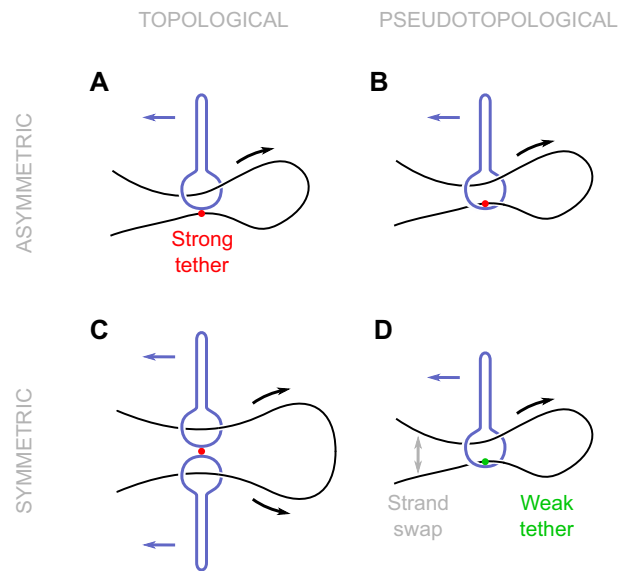 TOPOLOGICAL
PSEUDOTOPOLOGICAL
ASYMMETRIC
A
B
Strong
tether
SYMMETRIC
C
D
Strand
swap
Weak
tether